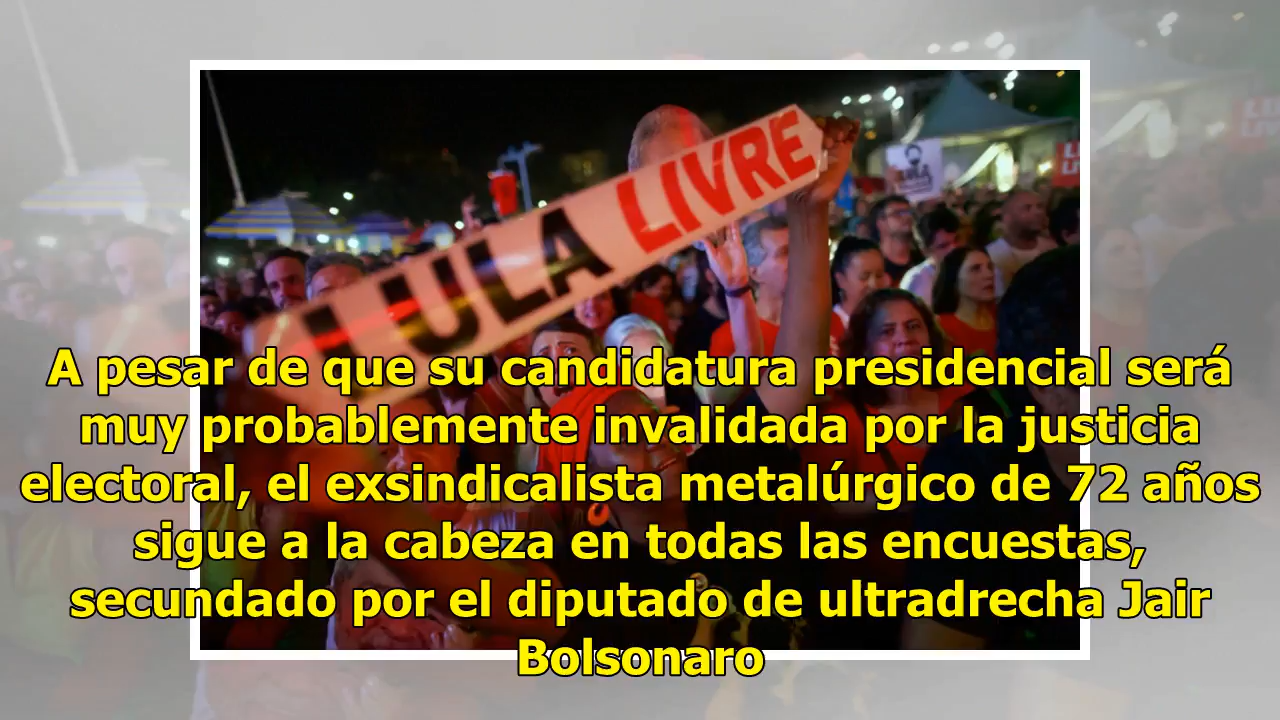 LULA LIVRE
A pesar de que su candidatura presidencial será
muy probablemente invalidada por la justicia
electoral, el exsindicalista metalúrgico de 72 años
sigue a la cabeza en todas las encuestas,
secundado por el diputado de ultradrecha Jair
Bolsonaro